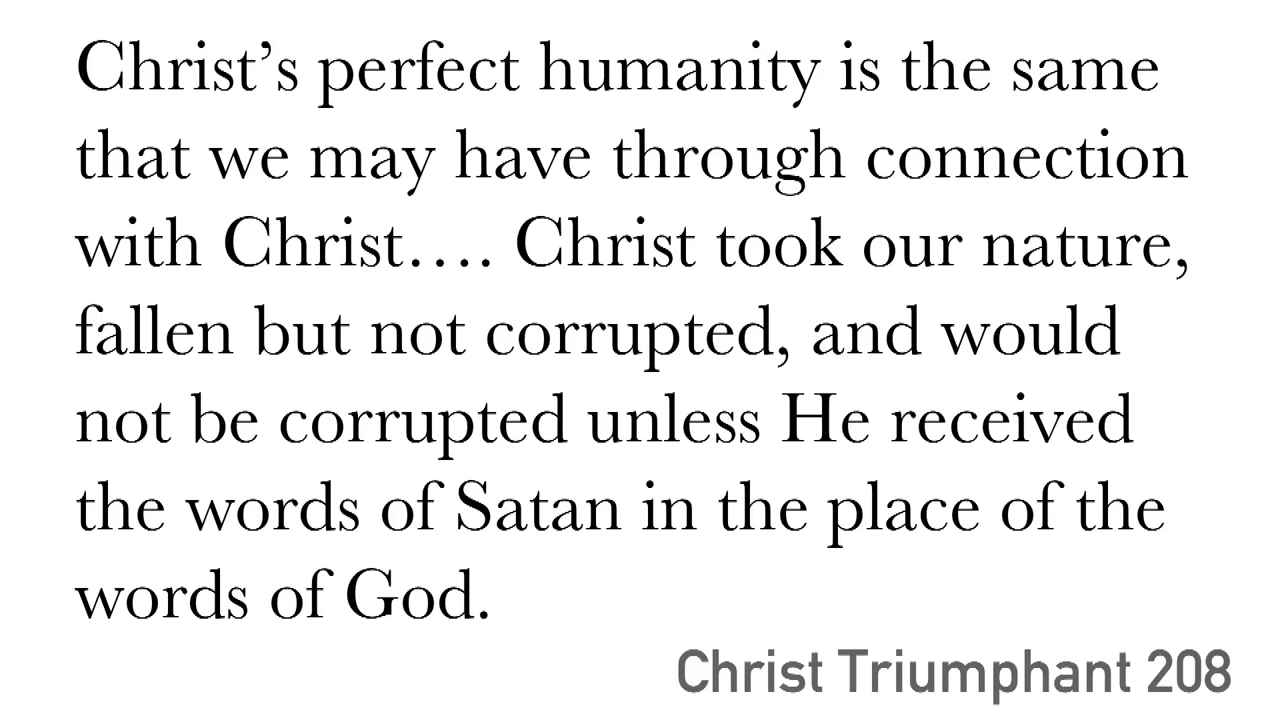 Christ’s perfect humanity is the same
that we may have through connection
with Christ…. Christ took our nature,
fallen but not corrupted, and would
not be corrupted unless He received
the words of Satan in the place of the
words of God.
Christ Triumphant 208